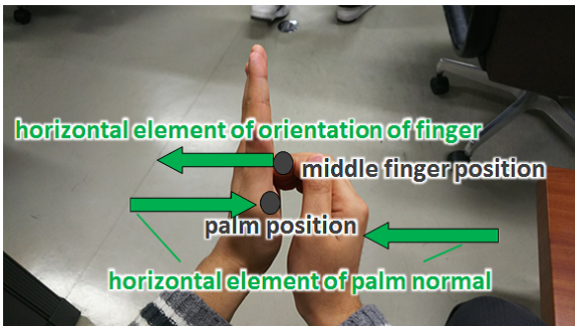 horizontal element of orientation of finger
middle finger position
palm position
horizontal element of palm normal